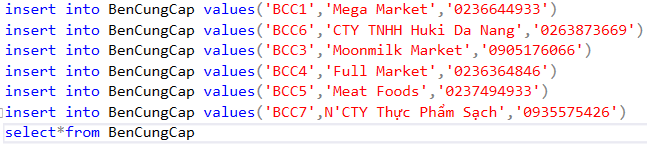 insert into BenCungCap values('BCC1','Mega Market','0236644933')
insert into BenCungCap values('BCC6','CTY TNHH Huki Da Nang','0263873669')
insert into BenCungCap values('BCC3','Moonmilk Market','0905176066')
insert into BenCungCap values('BCC4','Full Market','0236364846')
insert into BenCungCap values('BCC5','Meat Foods','0237494933')
insert into BenCungCap values('BCC7',N'CTY Thực Phẩm Sạch','0935575426')
select*from BenCungCap